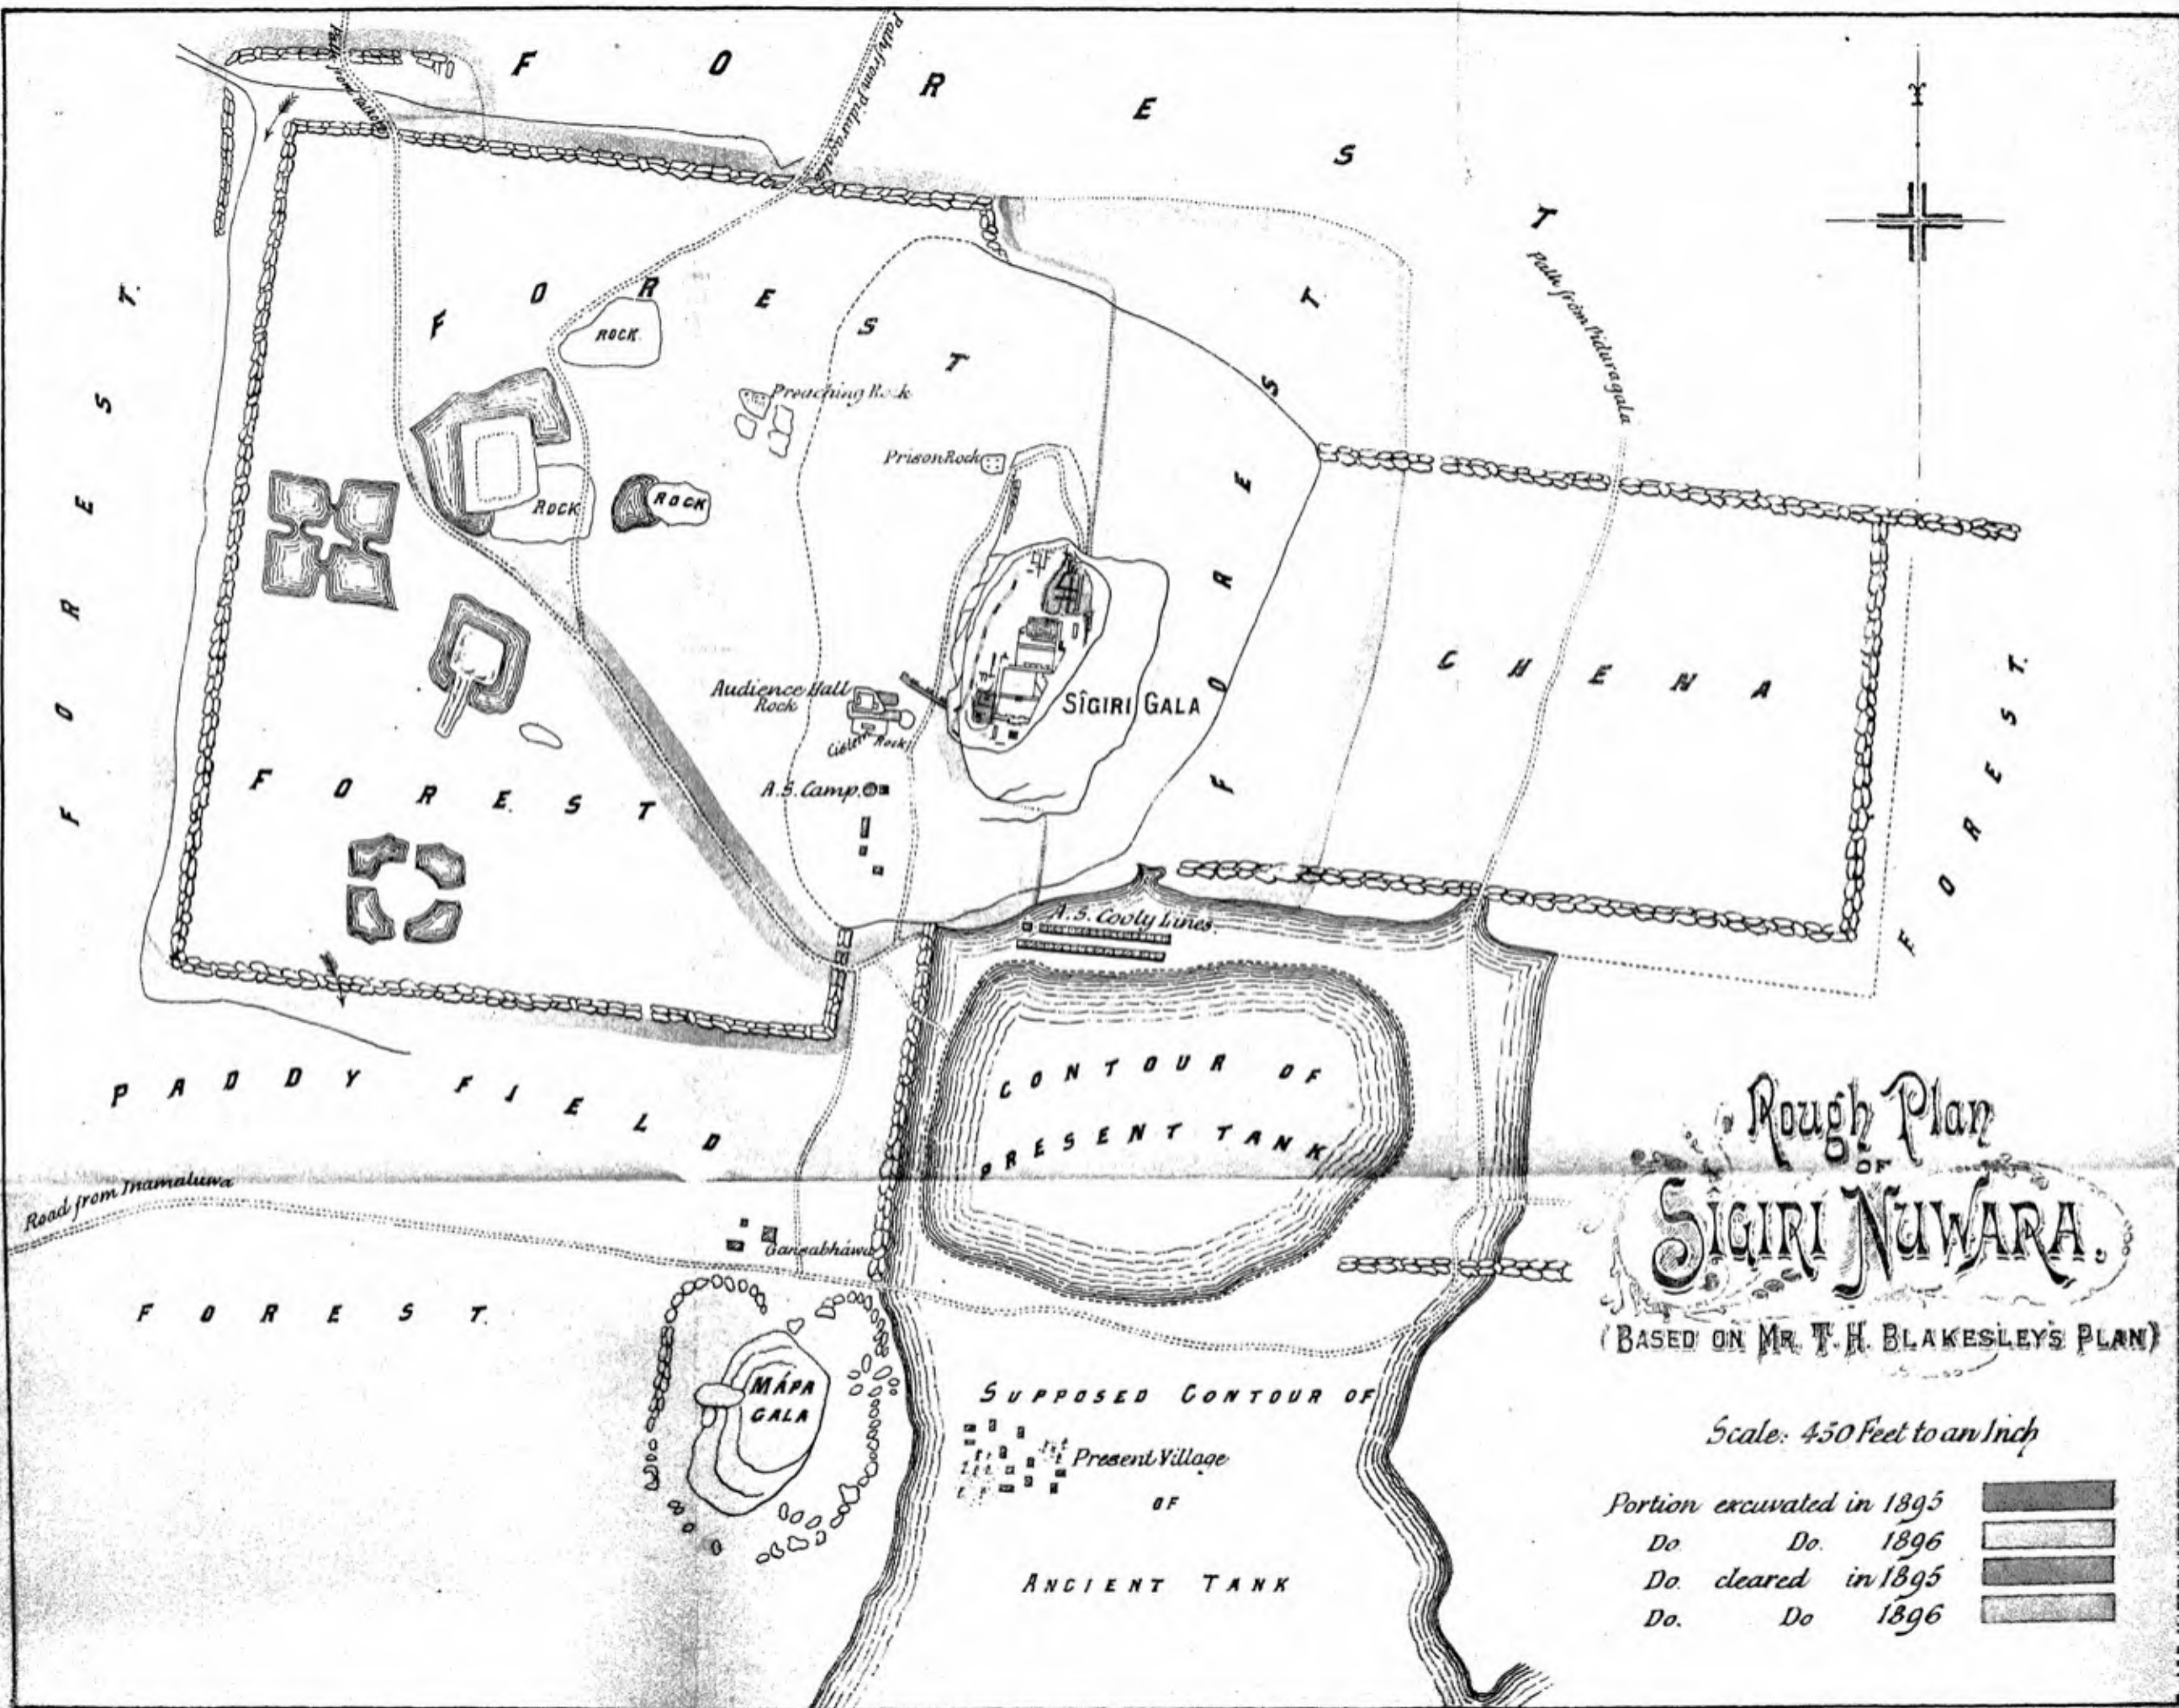 FOREST
Path from Piduragala
FOREST
Path from Piduragala
FOREST.
FOREST
ROCK.
Preaching Rock
Prison Rock
ROCK
ROCK
FOREST
CHENA
FOREST.
SÎGIRI GALA
Audience Hall
Rock
Cistern Rock
A.S. Camp.
FOREST
A.S. Cooly Lines.
CONTOUR OF
PRESENT TANK
PADDY FIELD
Road from Inamaluwa
Gansabháwa
FOREST.
MÁPA
GALA
SUPPOSED CONTOUR OF
Present Village
OF
ANCIENT TANK
Rough Plan
OF
SÎGIRI NUWARA.
(BASED ON MR. T. H. BLAKESLEY'S PLAN)
Scale: 450 Feet to an Inch
Portion excavated in 1895
Do. Do. 1896
Do. cleared in 1895
Do. Do 1896